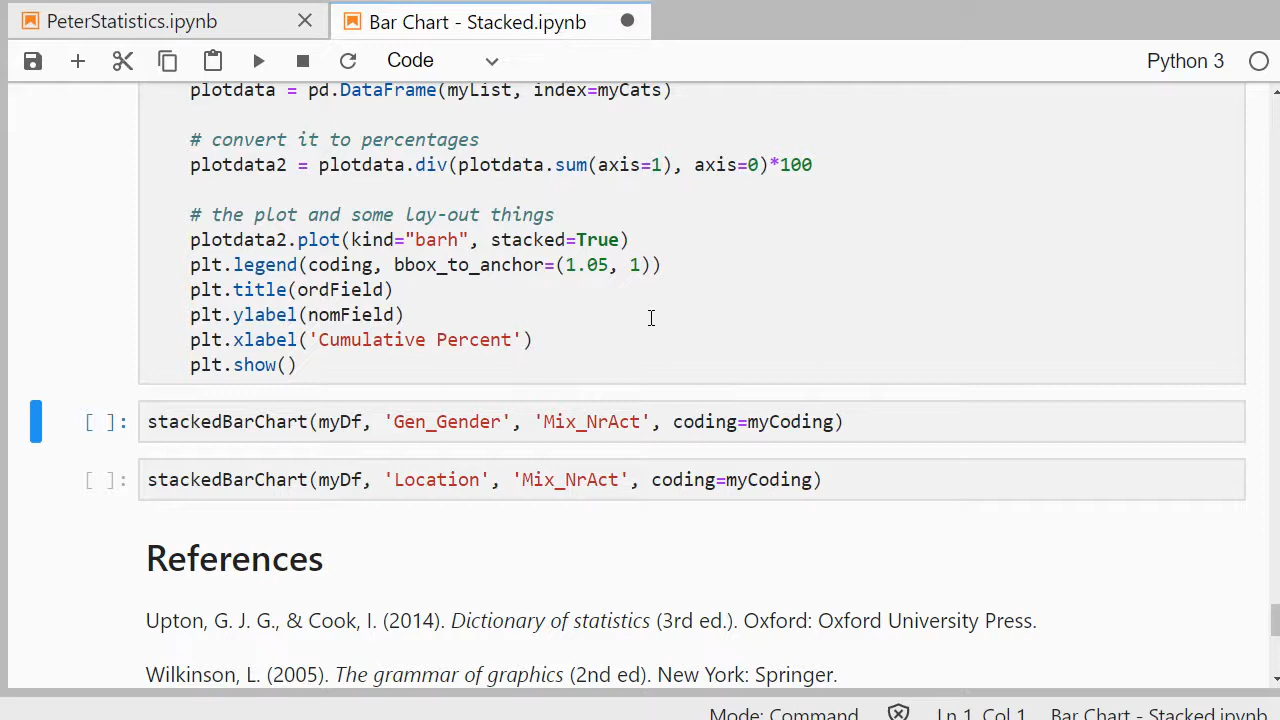 PeterStatistics.ipynb
Bar Chart - Stacked.ipynb
Code
Python 3
plotdata = pd.DataFrame(myList, index=myCats)
# convert it to percentages
plotdata2 = plotdata.div(plotdata.sum(axis=1), axis=0)*100
# the plot and some lay-out things
plotdata2.plot(kind="barh", stacked=True)
plt.legend(coding, bbox_to_anchor=(1.05, 1))
plt.title(ordField)
plt.ylabel(nomField)
plt.xlabel('Cumulative Percent')
plt.show()
[ ]: stackedBarChart(myDf, 'Gen_Gender', 'Mix_NrAct', coding=myCoding)
[ ]: stackedBarChart(myDf, 'Location', 'Mix_NrAct', coding=myCoding)
References
Upton, G. J. G., & Cook, I. (2014). Dictionary of statistics (3rd ed.). Oxford: Oxford University Press.
Wilkinson, L. (2005). The grammar of graphics (2nd ed). New York: Springer.
Mode: Command Ln 1, Col 1 Bar Chart - Stacked.ipynb